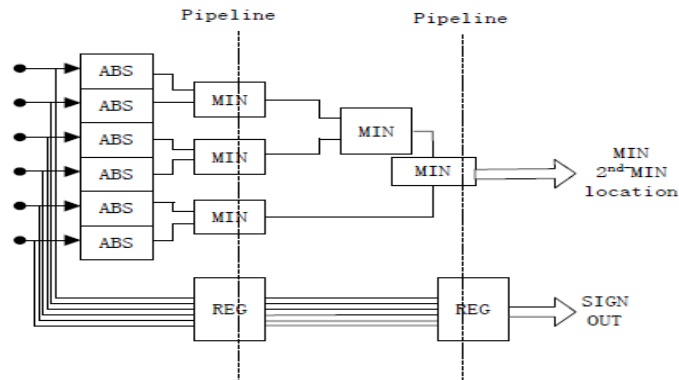 Pipeline
Pipeline
ABS
ABS
ABS
ABS
ABS
ABS
MIN
MIN
MIN
MIN
MIN
MIN
2nd MIN
location
REG
REG
SIGN
OUT